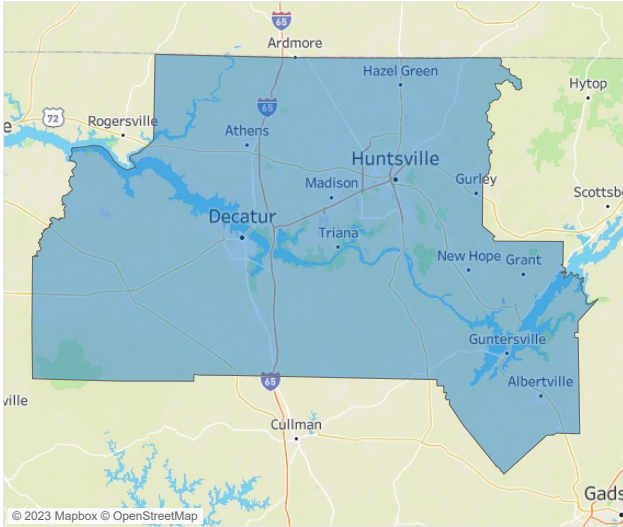 65
Ardmore
Hazel Green
Hytop
65
72
Rogersville
Athens
e
Huntsville
Madison
Gurley
Scottsb
Decatur
Triana
New Hope
Grant
Guntersville
65
Albertville
ville
Cullman
Gads
© 2023 Mapbox © OpenStreetMap